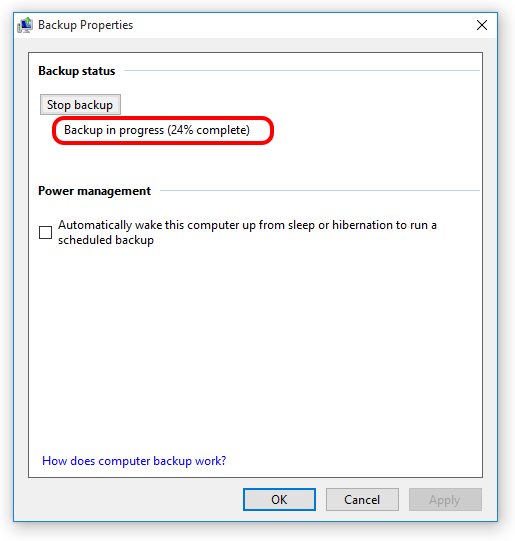 Backup Properties
Backup status
Stop backup
Backup in progress (24% complete)
Power management
Automatically wake this computer up from sleep or hibernation to run a
scheduled backup
How does computer backup work?
OK
Cancel
Apply